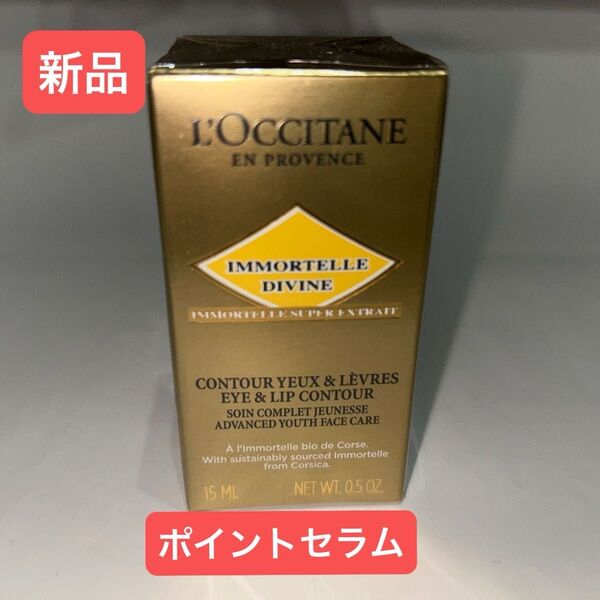 新品
L'OCCITANE
EN PROVENCE
IMMORTELLE
DIVINE
IMMORTELLE SUPER EXTRAIT
CONTOUR YEUX & LÈVRES
EYE & LIP CONTOUR
SOIN COMPLET JEUNESSE
ADVANCED YOUTH FACE CARE
À l'Immortelle bio de Corse.
With sustainably sourced Immortelle
from Corsica.
15 ML NET WT. 0.5 OZ.
ポイントセラム